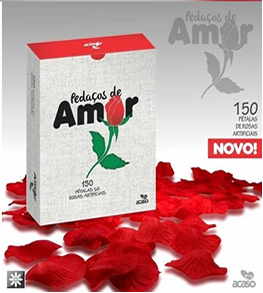 Pedaços de
Amor
150
PÉTALAS
DE ROSAS
ARTIFICIAIS
NOVO!
Pedaços de
Amor
150
PÉTALAS
DE ROSAS ARTIFICIAIS
acaso
acaso